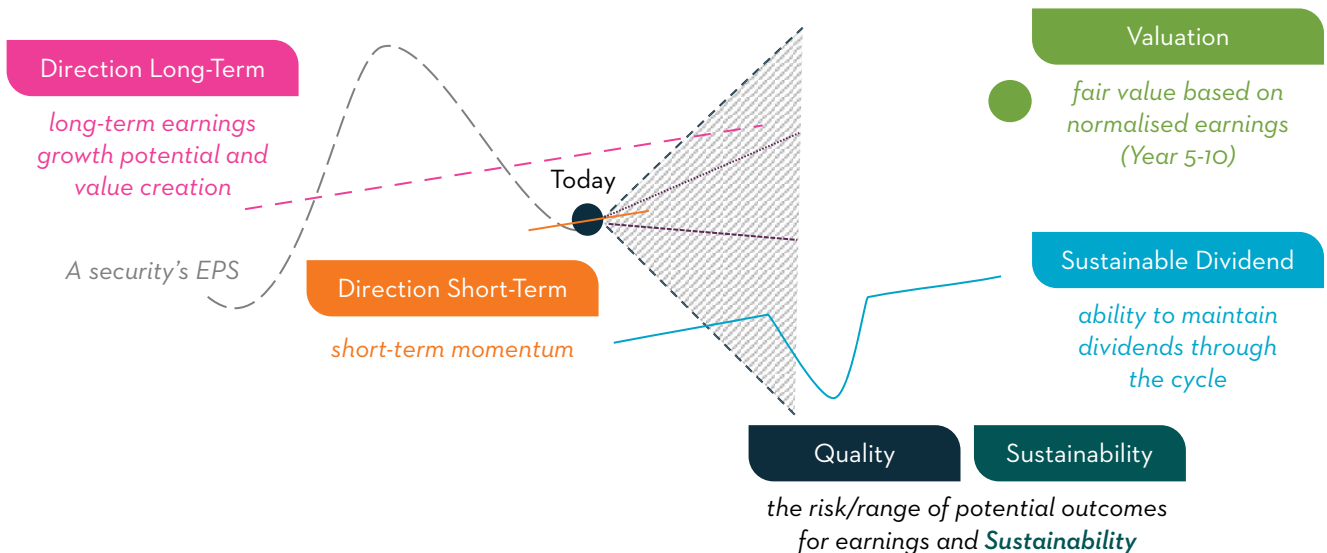 Direction Long-Term
long-term earnings
growth potential and
value creation
A security's EPS
Today
Direction Short-Term
short-term momentum
Valuation
fair value based on
normalised earnings
(Year 5-10)
Sustainable Dividend
ability to maintain
dividends through
the cycle
Quality
Sustainability
the risk/range of potential outcomes
for earnings and Sustainability